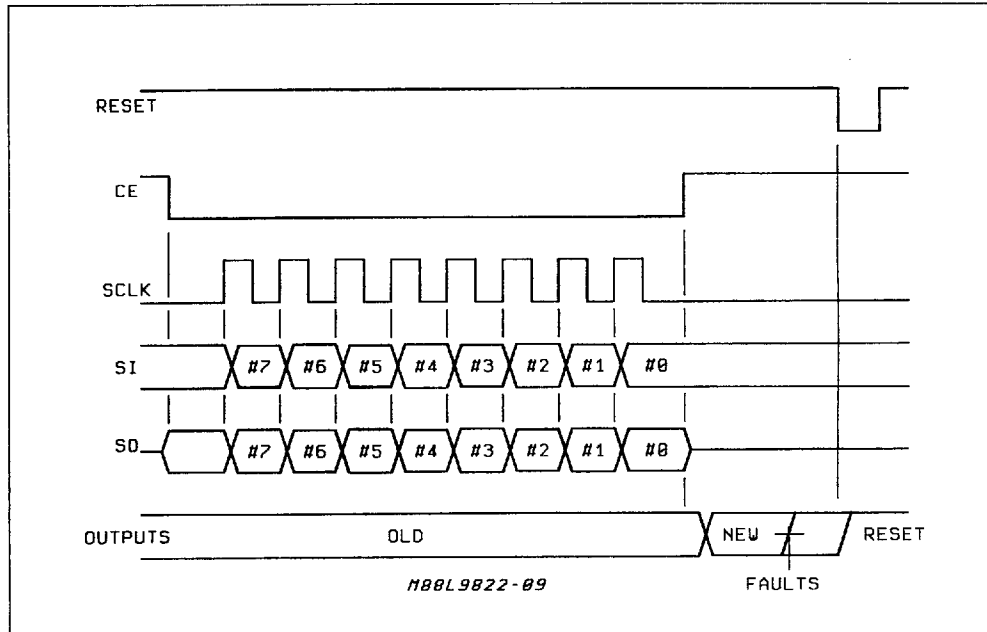 RESET
CE
SCLK
SI #7 #6 #5 #4 #3 #2 #1 #0
SO #7 #6 #5 #4 #3 #2 #1 #0
OUTPUTS OLD NEW RESET
M88L9822-09
FAULTS